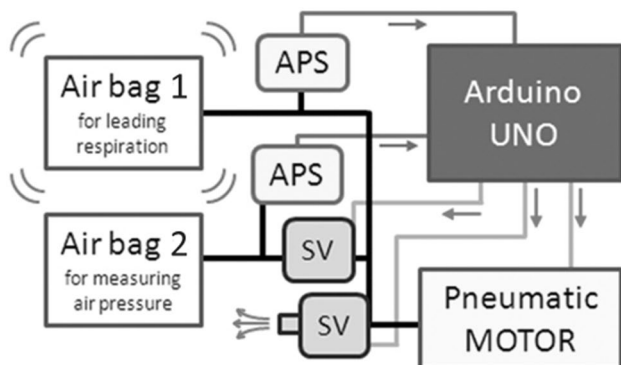 Air bag 1
for leading
respiration
APS
Arduino
UNO
APS
Air bag 2
for measuring
air pressure
SV
SV
Pneumatic
MOTOR